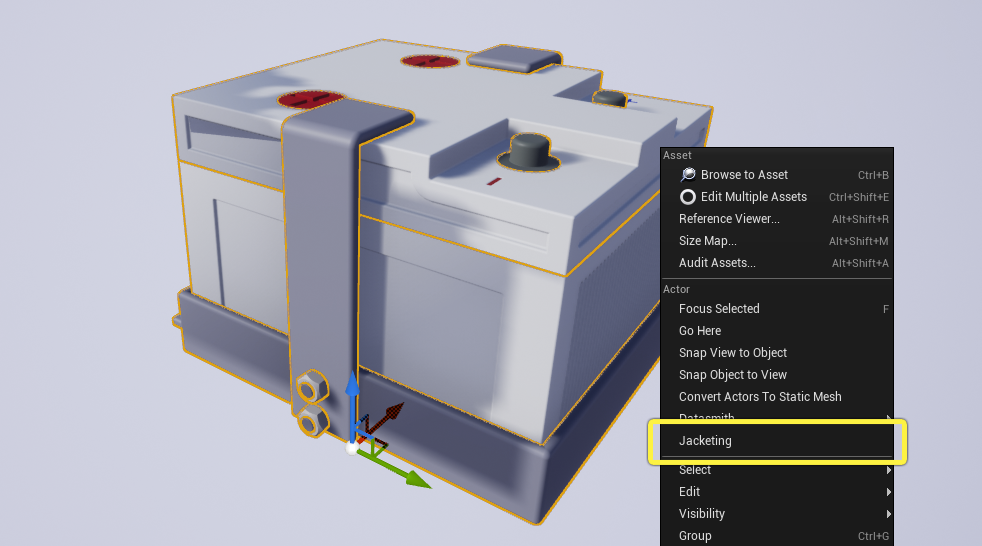 Asset
Browse to Asset Ctrl+B
Edit Multiple Assets Ctrl+Shift+E
Reference Viewer... Alt+Shift+R
Size Map... Alt+Shift+M
Audit Assets... Alt+Shift+A
Actor
Focus Selected F
Go Here
Snap View to Object
Snap Object to View
Convert Actors To Static Mesh
Datasmith
Jacketing
Select
Edit
Visibility
Group Ctrl+G